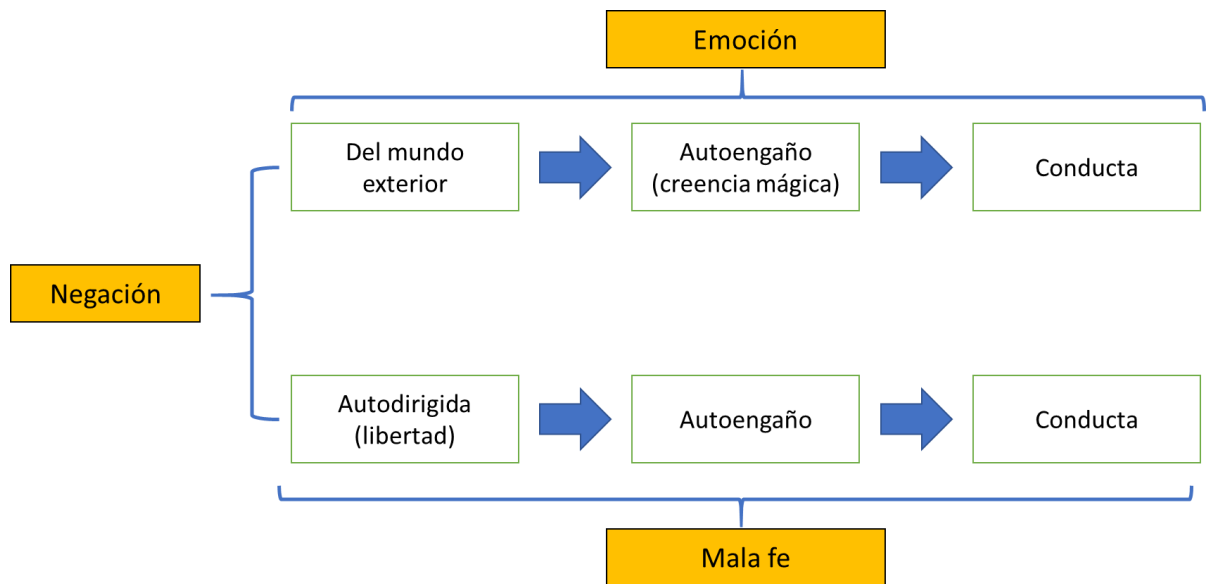 Emoción
Del mundo
exterior
Autoengaño
(creencia mágica)
Conducta
Negación
Autodirigida
(libertad)
Autoengaño
Conducta
Mala fe